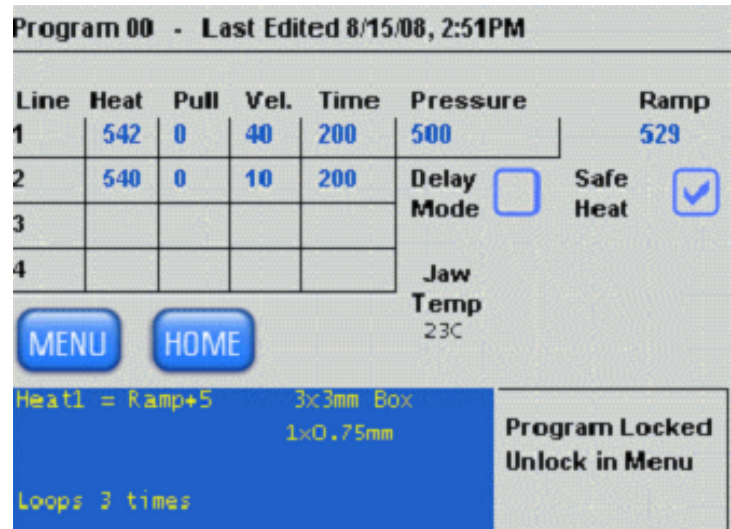 Program 00 - Last Edited 8/15/08, 2:51PM
Line Heat Pull Vel. Time Pressure Ramp
1 542 0 40 200 500 529
2 540 0 10 200 Delay Mode Safe Heat
3
4
Jaw Temp
23C
MENU HOME
Heat1 = Ramp+5 3x3mm Box
1x0.75mm
Loops 3 times
Program Locked
Unlock in Menu